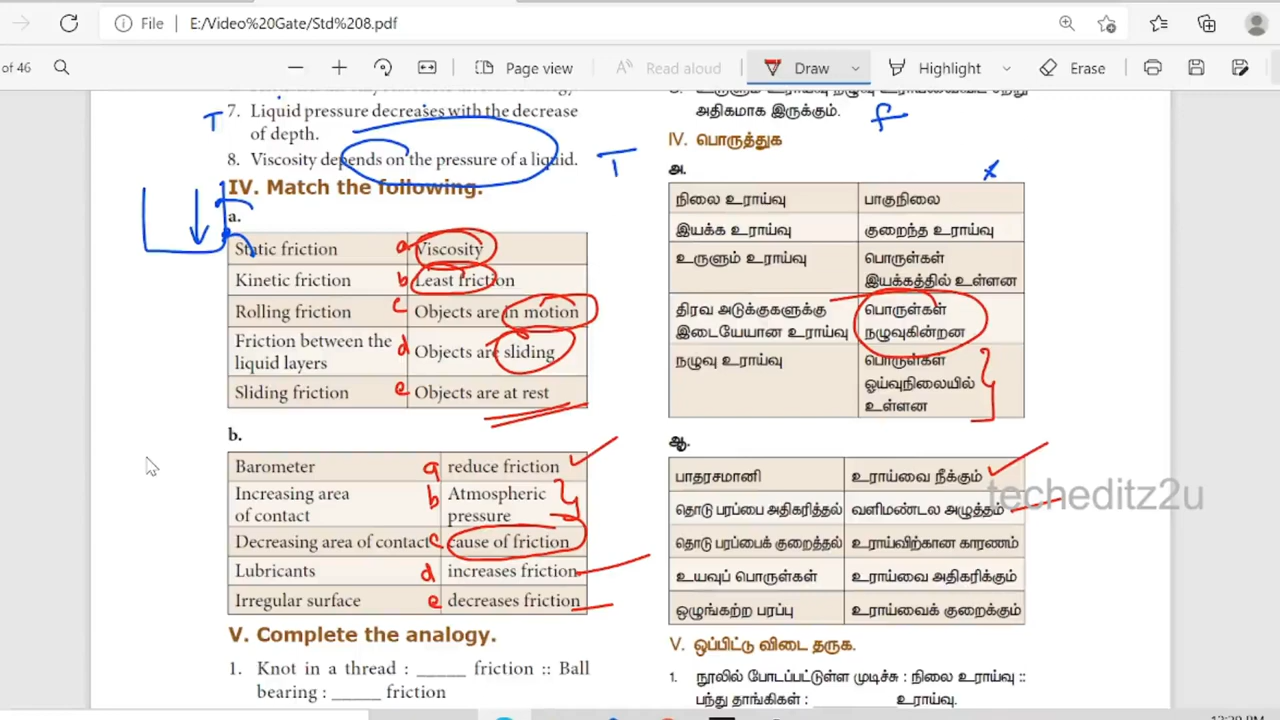 File
E:/Video%20Gate/Std%208.pdf
of 46
Page view
Read aloud
Draw
Highlight
Erase
7. Liquid pressure decreases with the decrease
of depth.
T
8. Viscosity depends on the pressure of a liquid.
T
IV. Match the following.
a.
Static friction a Viscosity
Kinetic friction b Least friction
Rolling friction c Objects are in motion
Friction between the
liquid layers d Objects are sliding
Sliding friction e Objects are at rest
b.
Barometer a reduce friction
Increasing area
of contact b Atmospheric
pressure
Decreasing area of contact c cause of friction
Lubricants d increases friction
Irregular surface e decreases friction
V. Complete the analogy.
1. Knot in a thread : _____ friction :: Ball
bearing : _____ friction
அதிகமாக இருக்கும்.
f
IV. பொருத்துக
அ.
நிலை உராய்வு பாகுநிலை
இயக்க உராய்வு குறைந்த உராய்வு
உருளும் உராய்வு பொருள்கள்
இயக்கத்தில் உள்ளன
திரவ அடுக்குகளுக்கு
இடையேயான உராய்வு பொருள்கள்
நழுவுகின்றன
நழுவு உராய்வு பொருள்கள்
ஓய்வுநிலையில்
உள்ளன
ஆ.
பாதரசமானி உராய்வை நீக்கும்
தொடு பரப்பை அதிகரித்தல் வளிமண்டல அழுத்தம்
தொடு பரப்பைக் குறைத்தல் உராய்விற்கான காரணம்
உயவுப் பொருள்கள் உராய்வை அதிகரிக்கும்
ஒழுங்கற்ற பரப்பு உராய்வைக் குறைக்கும்
V. ஒப்பிட்டு விடை தருக.
1. நூலில் போடப்பட்டுள்ள முடிச்சு : நிலை உராய்வு ::
பந்து தாங்கிகள் : ________ உராய்வு.
techeditz2u